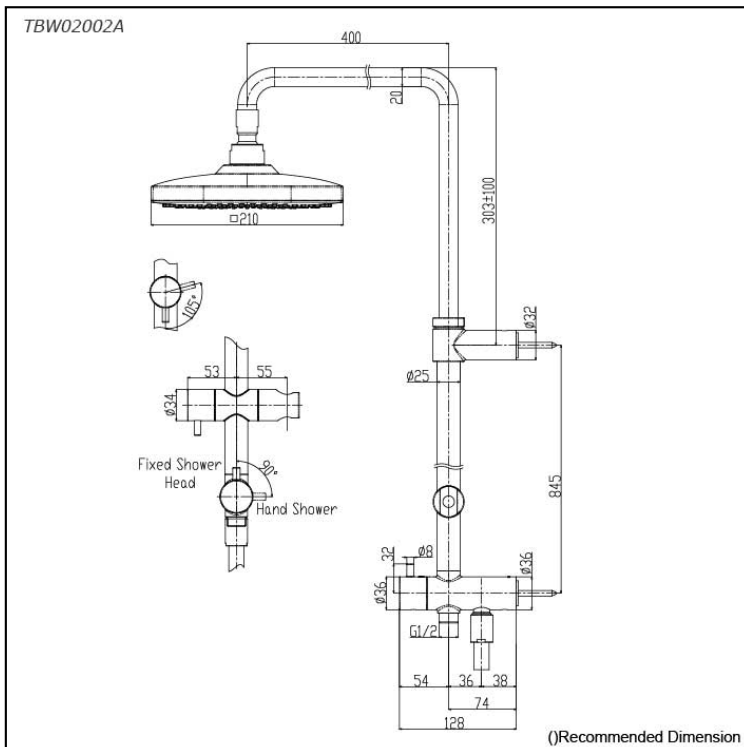 TBW02002A
400
20
303±100
□210
105°
Ø32
53
55
Ø25
Ø34
Fixed Shower
Head
90°
Hand Shower
845
32
Ø8
Ø36
Ø36
G1/2
54
36
38
74
128
()Recommended Dimension